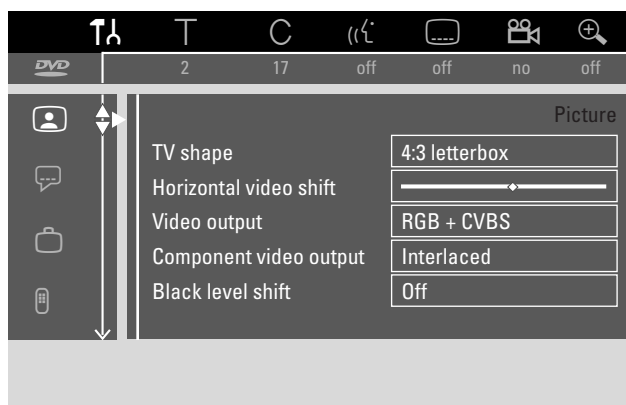 T C
DVD 2 17 off off no off
Picture
TV shape 4:3 letterbox
Horizontal video shift
Video output RGB + CVBS
Component video output Interlaced
Black level shift Off